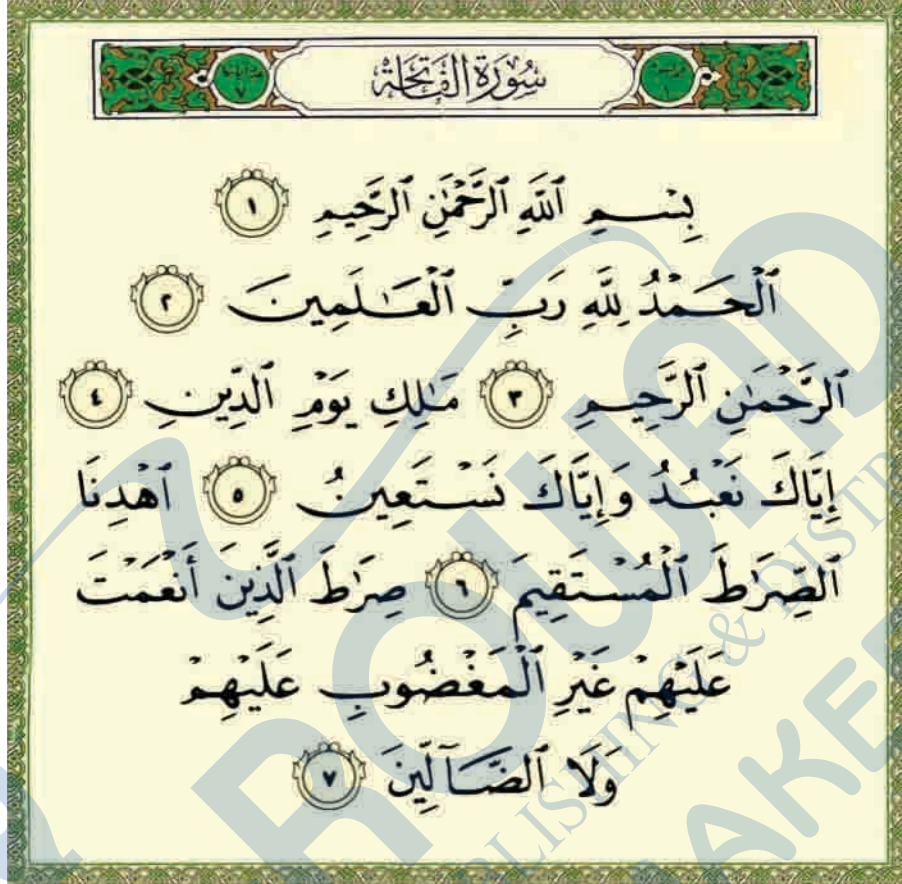 سُورَةُ الفَاتِحَة
بِسْمِ ٱللَّهِ ٱلرَّحْمَٰنِ ٱلرَّحِيمِ ١
ٱلْحَمْدُ لِلَّهِ رَبِّ ٱلْعَٰلَمِينَ ٢
ٱلرَّحْمَٰنِ ٱلرَّحِيمِ ٣ مَٰلِكِ يَوْمِ ٱلدِّينِ ٤
إِيَّاكَ نَعْبُدُ وَإِيَّاكَ نَسْتَعِينُ ٥ ٱهْدِنَا
ٱلصِّرَٰطَ ٱلْمُسْتَقِيمَ ٦ صِرَٰطَ ٱلَّذِينَ أَنْعَمْتَ
عَلَيْهِمْ غَيْرِ ٱلْمَغْضُوبِ عَلَيْهِمْ
وَلَا ٱلضَّآلِّينَ ٧